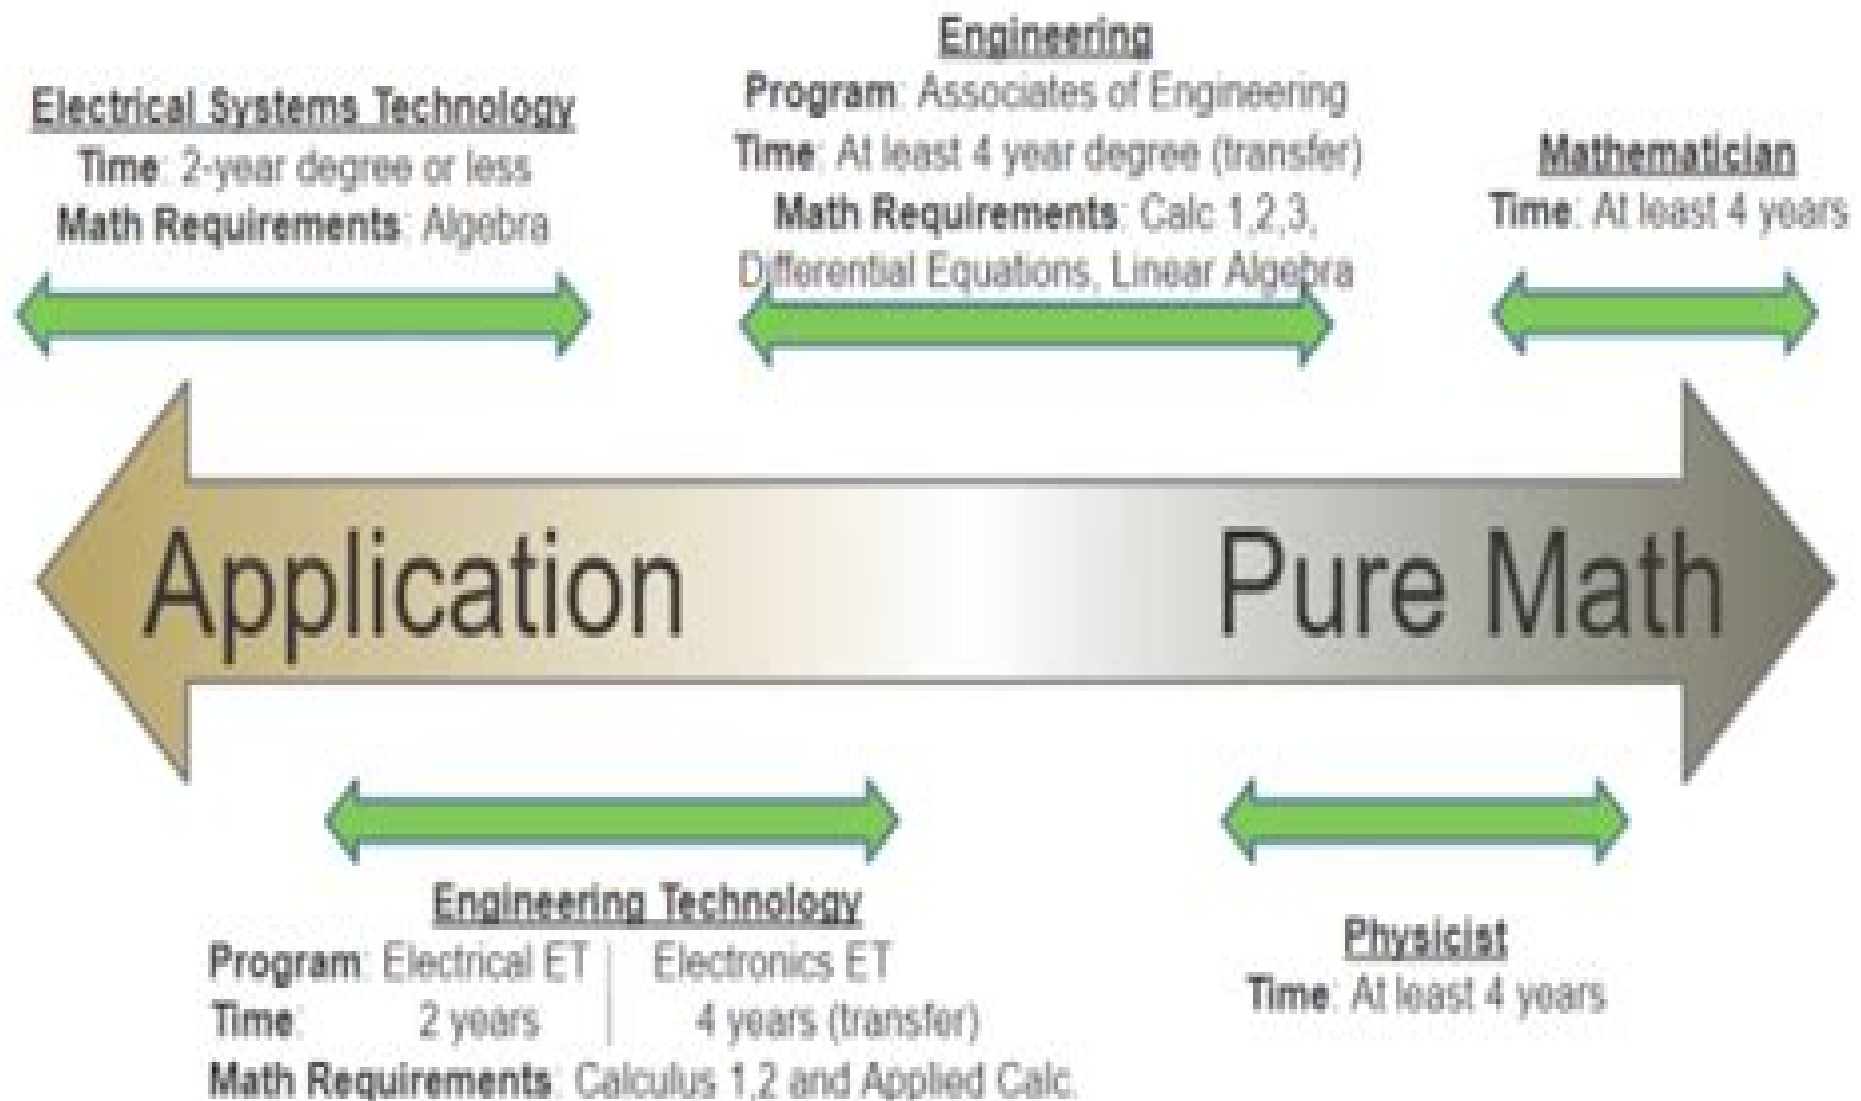 Electrical Systems Technology
Time: 2-year degree or less
Math Requirements: Algebra
Engineering
Program: Associates of Engineering
Time: At least 4 year degree (transfer)
Math Requirements: Calc 1,2,3,
Differential Equations, Linear Algebra
Mathematician
Time: At least 4 years
Application
Pure Math
Engineering Technology
Program: Electrical ET | Electronics ET
Time: 2 years | 4 years (transfer)
Math Requirements: Calculus 1,2 and Applied Calc.
Physicist
Time: At least 4 years